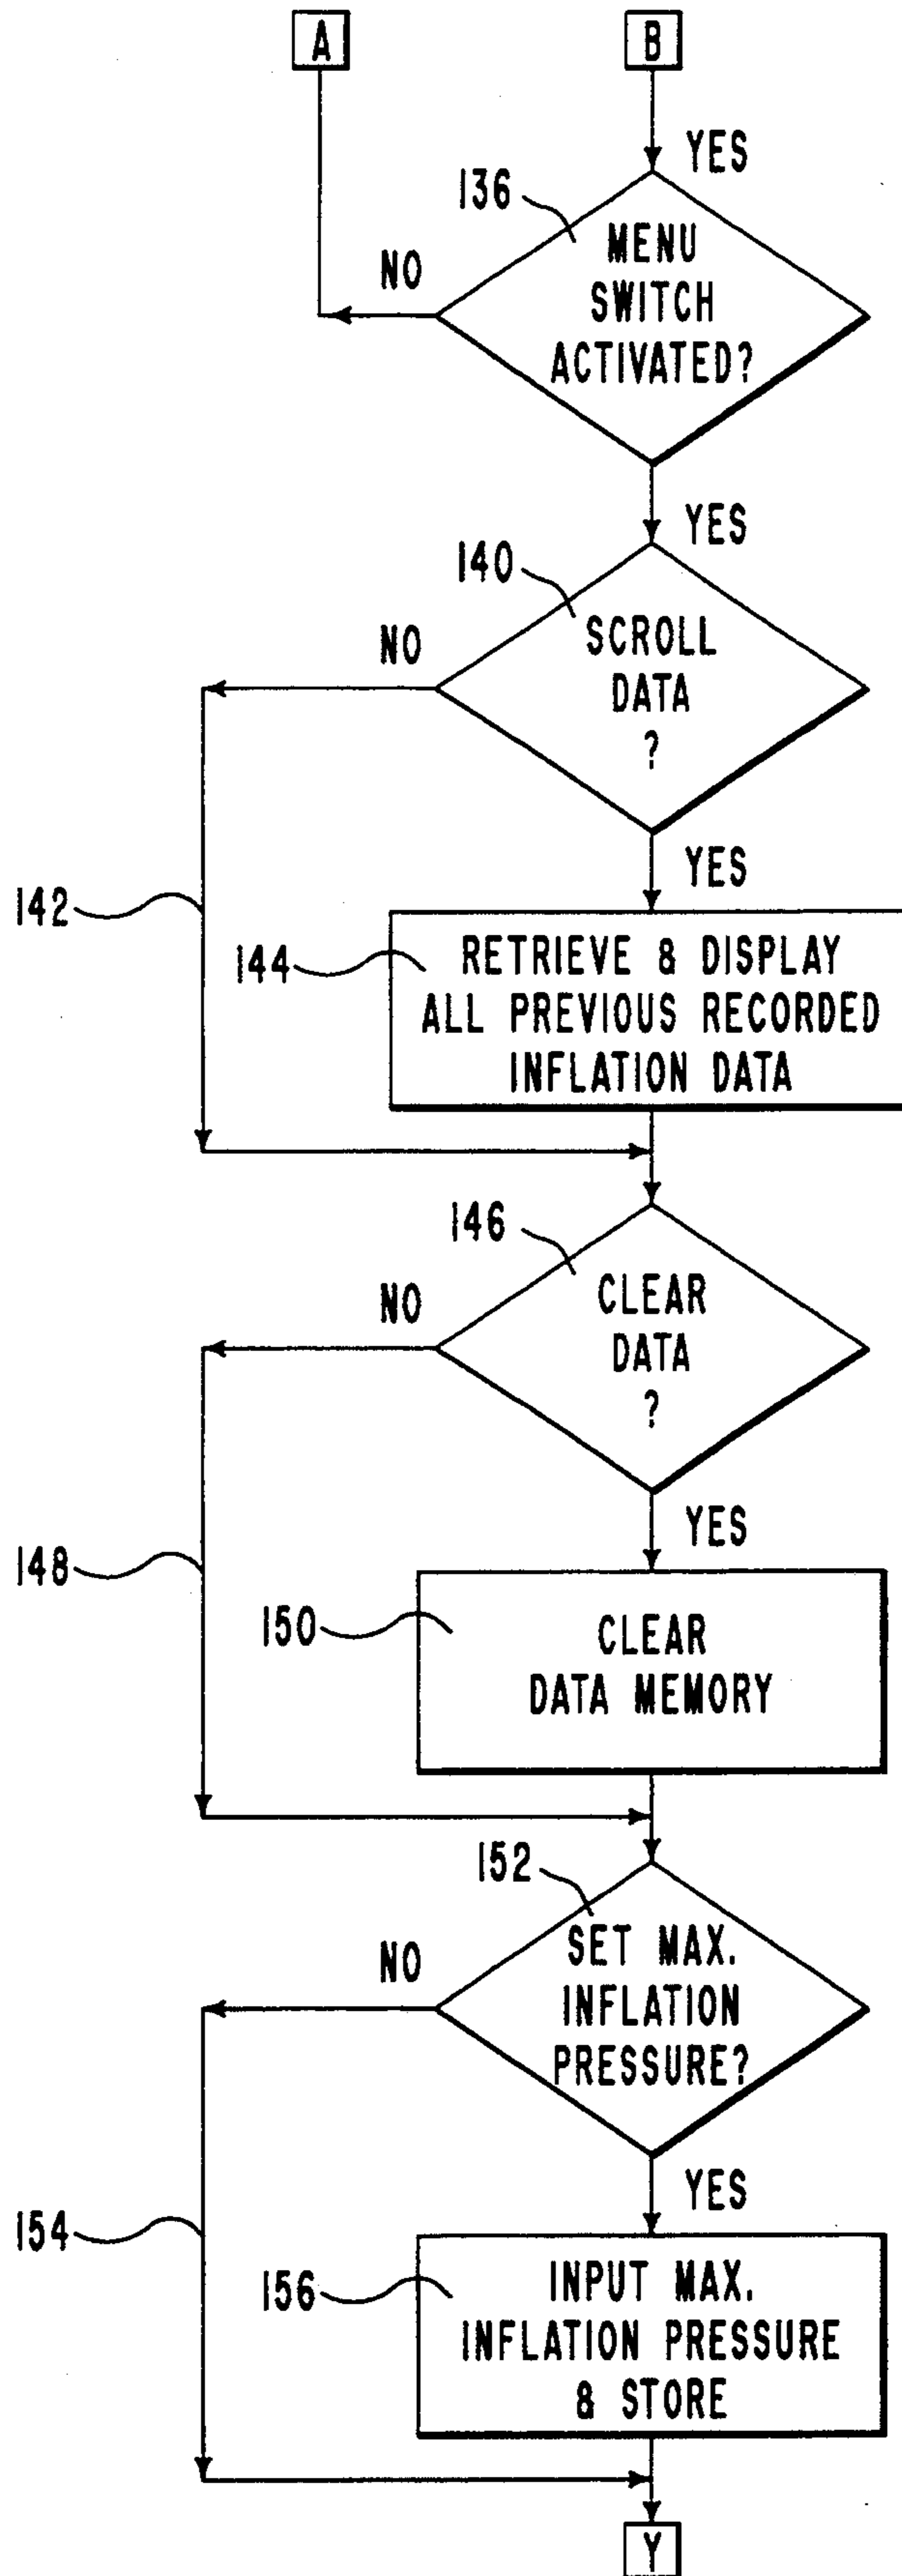 A
B
YES
136
MENU
SWITCH
ACTIVATED?
NO
YES
140
SCROLL
DATA
?
NO
YES
142
144
RETRIEVE & DISPLAY
ALL PREVIOUS RECORDED
INFLATION DATA
146
CLEAR
DATA
?
NO
YES
148
150
CLEAR
DATA MEMORY
152
SET MAX.
INFLATION
PRESSURE?
NO
YES
154
156
INPUT MAX.
INFLATION PRESSURE
& STORE
Y